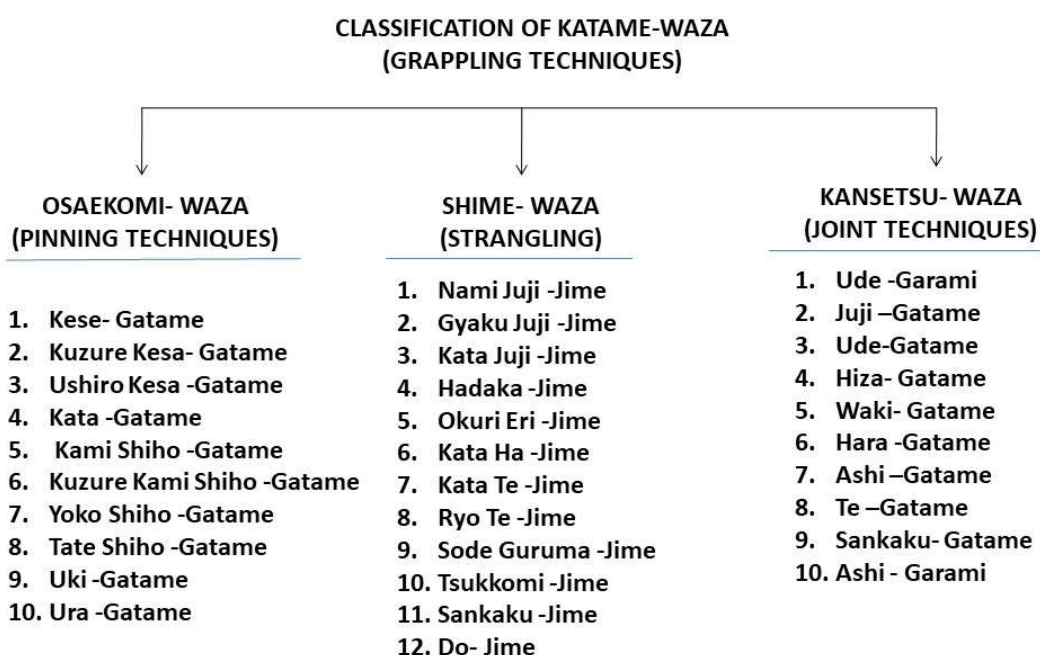 CLASSIFICATION OF KATAME-WAZA
(GRAPPLING TECHNIQUES)
OSAEKOMI- WAZA
(PINNING TECHNIQUES)
1. Kese- Gatame
2. Kuzure Kesa- Gatame
3. Ushiro Kesa -Gatame
4. Kata -Gatame
5. Kami Shiho -Gatame
6. Kuzure Kami Shiho -Gatame
7. Yoko Shiho -Gatame
8. Tate Shiho -Gatame
9. Uki -Gatame
10. Ura -Gatame
SHIME- WAZA
(STRANGLING)
1. Nami Juji -Jime
2. Gyaku Juji -Jime
3. Kata Juji -Jime
4. Hadaka -Jime
5. Okuri Eri -Jime
6. Kata Ha -Jime
7. Kata Te -Jime
8. Ryo Te -Jime
9. Sode Guruma -Jime
10. Tsukkomi -Jime
11. Sankaku -Jime
12. Do- Jime
KANSETSU- WAZA
(JOINT TECHNIQUES)
1. Ude -Garami
2. Juji –Gatame
3. Ude-Gatame
4. Hiza- Gatame
5. Waki- Gatame
6. Hara -Gatame
7. Ashi –Gatame
8. Te –Gatame
9. Sankaku- Gatame
10. Ashi - Garami